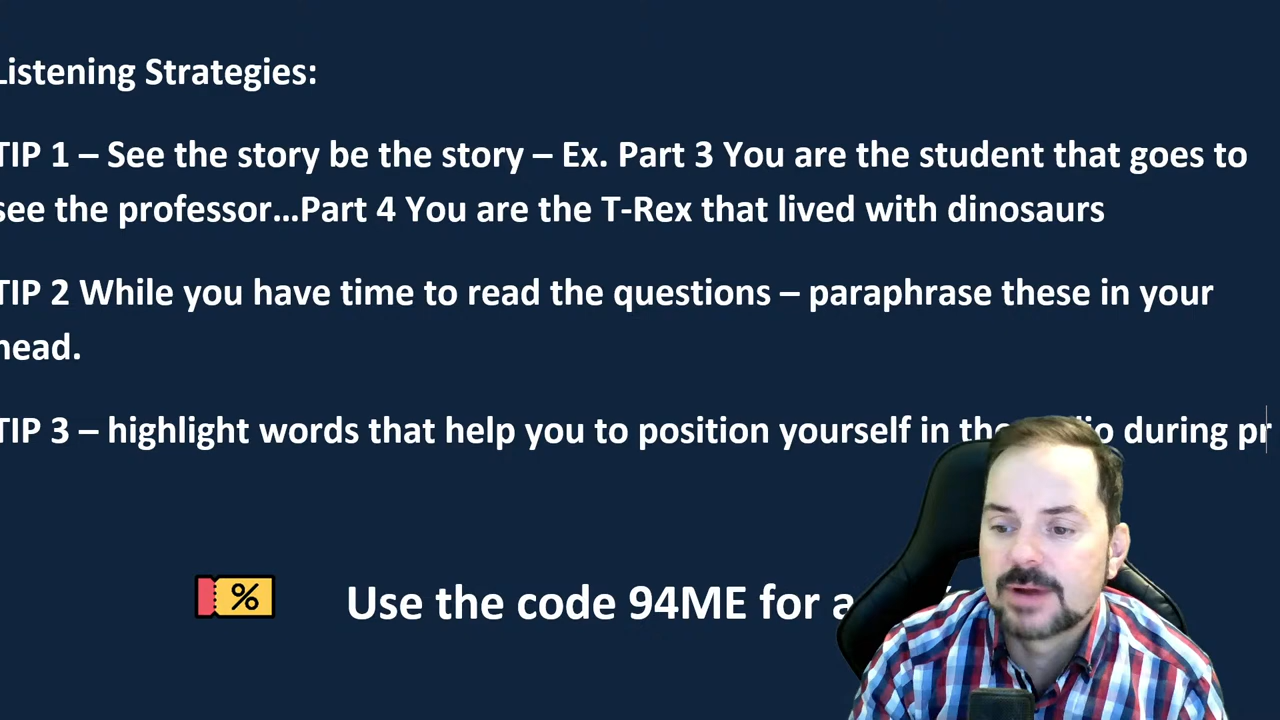 Listening Strategies:
TIP 1 – See the story be the story – Ex. Part 3 You are the student that goes to
see the professor...Part 4 You are the T-Rex that lived with dinosaurs
TIP 2 While you have time to read the questions – paraphrase these in your
head.
TIP 3 – highlight words that help you to position yourself in the during pr
%
Use the code 94ME for a